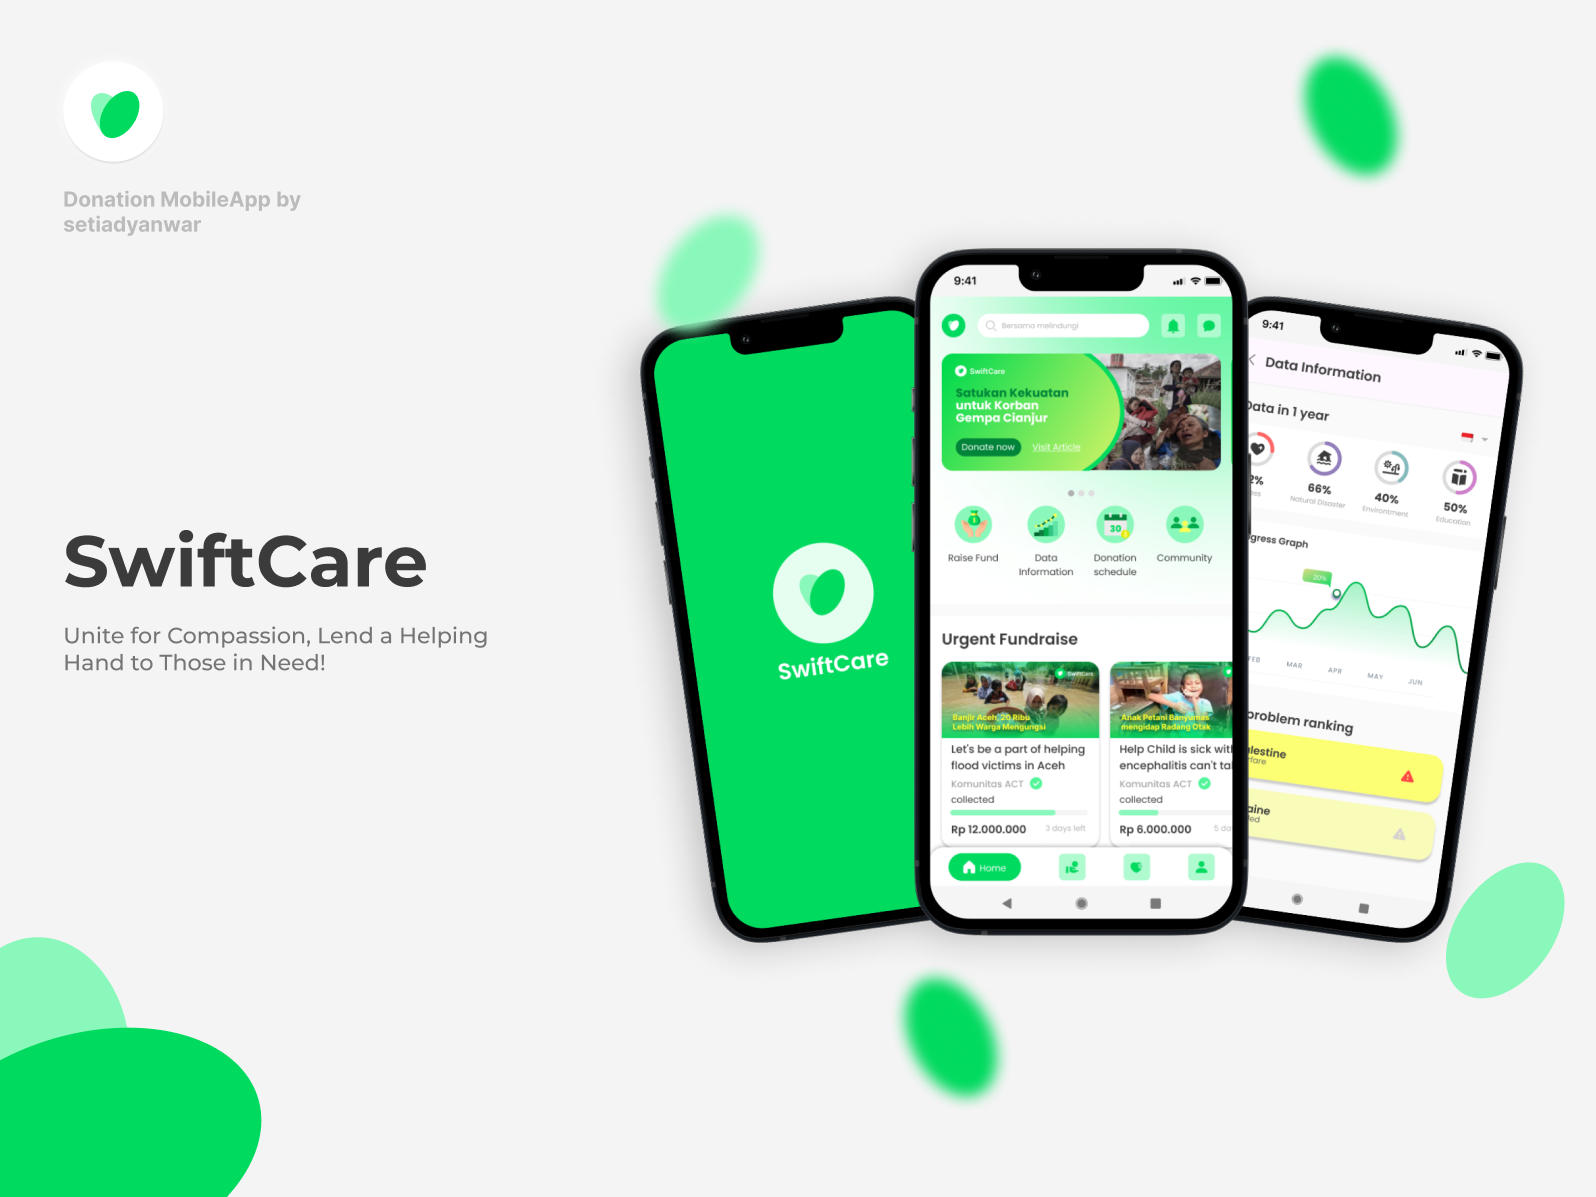 Donation MobileApp by
setiadyanwar
SwiftCare
Unite for Compassion, Lend a Helping
Hand to Those in Need!
SwiftCare
9:41
Bersama melindungi
SwiftCare
Satukan Kekuatan
untuk Korban
Gempa Cianjur
Donate now Visit Article
30
Raise Fund
Data
Information
Donation
schedule
Community
Urgent Fundraise
SwiftCare
Banjir Aceh, 20 Ribu
Lebih Warga Mengungsi
Let's be a part of helping
flood victims in Aceh
Komunitas ACT
collected
Rp 12.000.000 3 days left
Anak Petani Banyumas
mengidap Radang Otak
Help Child is sick with
encephalitis can't
Komunitas ACT
collected
Rp 6.000.000 5
Home
9:41
Data Information
Data in 1 year
2%
66%
Natural Disaster
40%
Environtment
50%
Education
gress Graph
20%
FEB MAR APR MAY JUN
problem ranking
lestine
fare
aine
ded